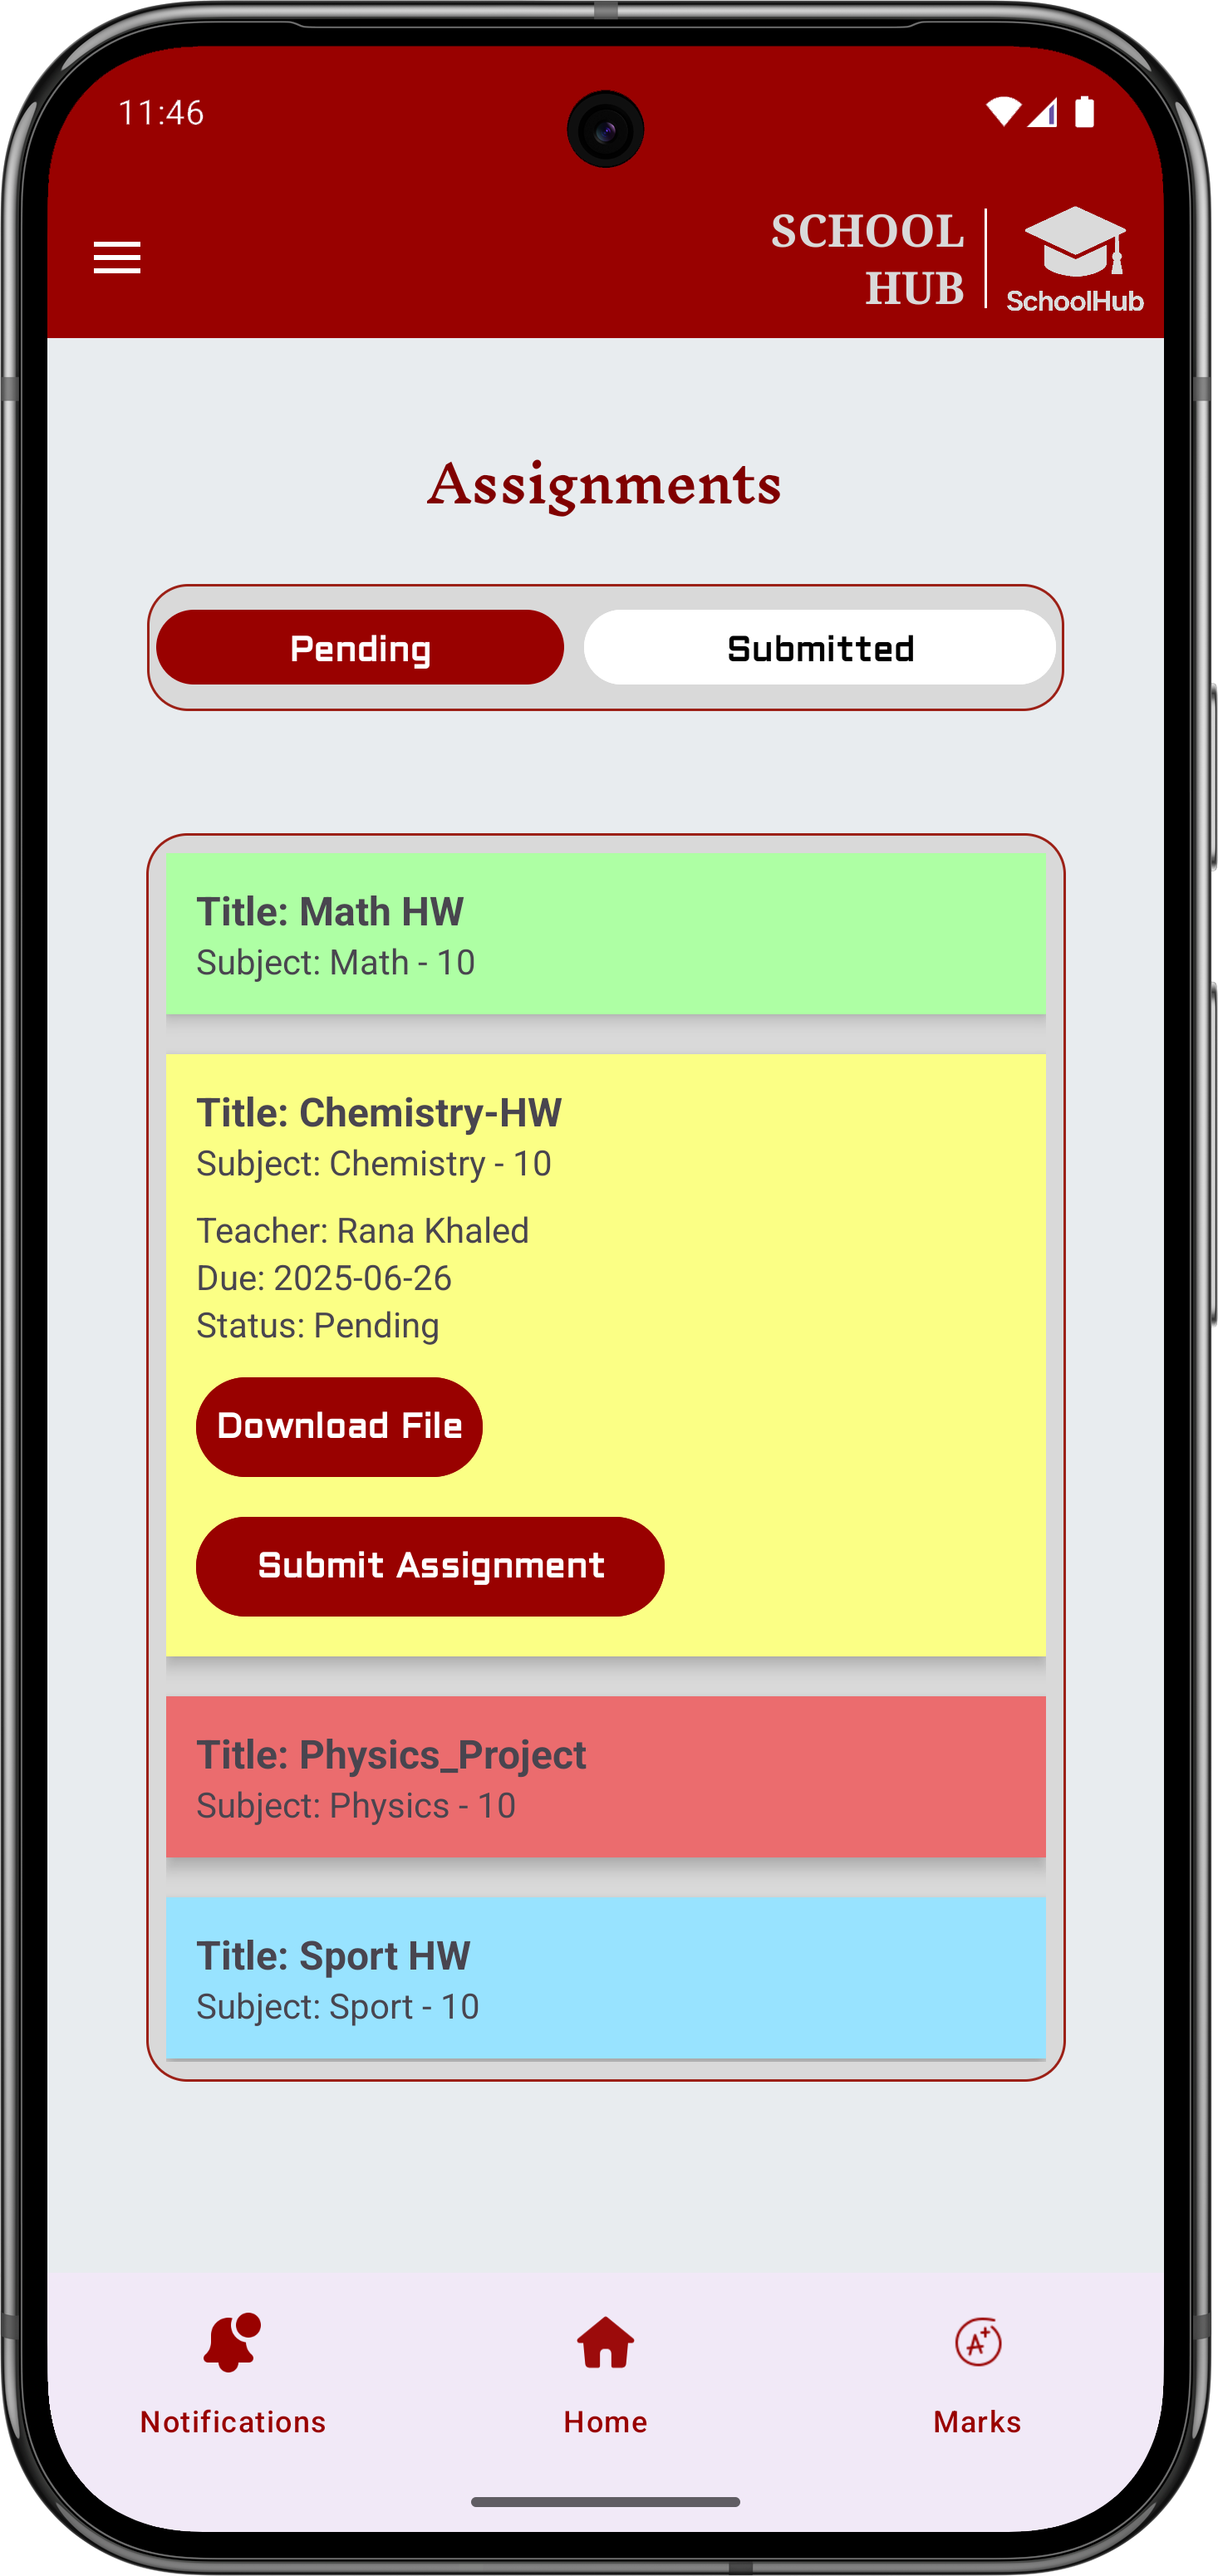 11:46
SCHOOL
HUB
SchoolHub
Assignments
Pending
Submitted
Title: Math HW
Subject: Math - 10
Title: Chemistry-HW
Subject: Chemistry - 10
Teacher: Rana Khaled
Due: 2025-06-26
Status: Pending
Download File
Submit Assignment
Title: Physics_Project
Subject: Physics - 10
Title: Sport HW
Subject: Sport - 10
A+
Notifications
Home
Marks